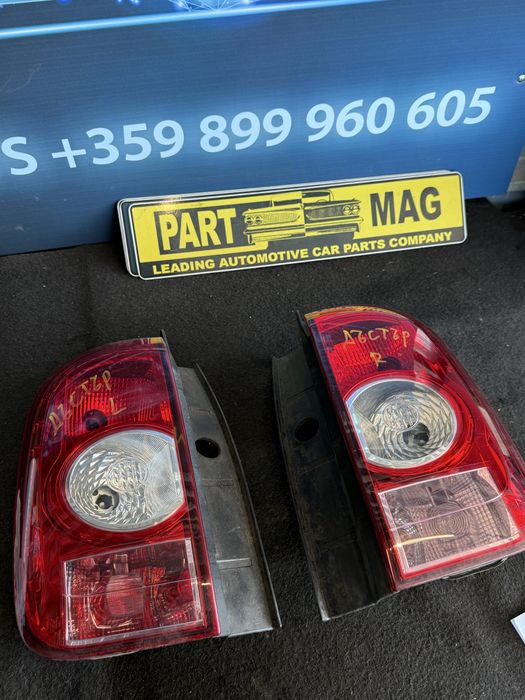 S +359 899 960 605
PART MAG
LEADING AUTOMOTIVE CAR PARTS COMPANY
Дъстър
L
Дъстър
R